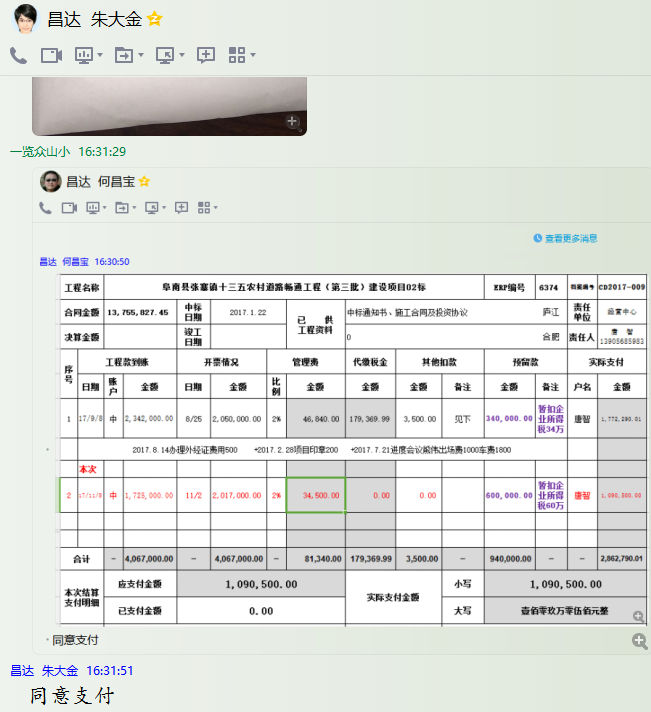 昌达 朱大金
一览众山小 16:31:29
昌达 何昌宝
查看更多消息
昌达 何昌宝 16:30:50
工程名称 阜南县张寨镇十三五农村道路畅通工程（第三批）建设项目02标 ERP编号 6374 CD2017-009
合同金额 13,755,827.45 中标日期 2017.1.22 已 供 工程资料 中标通知书、施工合同及投资协议 庐江 责任单位 经营中心
决算金额 竣工日期 0 合肥 责任人 唐 智 13905685983
序号 工程款到账 开票情况 管理费 代缴税金 其他扣款 预留款 实际支付
日期 账户 金额 日期 金额 比例 金额 金额 金额 备注 金额 备注 户名 金额
1 17/9/8 中 2,342,000.00 8/25 2,050,000.00 2% 46,840.00 179,369.99 3,500.00 见下 340,000.00 暂扣企业所得税34万 唐智 1,772,290.01
2017.8.14办理外经证费用500 +2017.2.28项目印章200 +2017.7.21进度会议熊伟出场费1000车费1800
本次
2 17/11/8 中 1,725,000.00 11/2 2,017,000.00 2% 34,500.00 0.00 0.00 600,000.00 暂扣企业所得税60万 唐智 1,090,500.00
合计 – 4,067,000.00 – 4,067,000.00 – 81,340.00 179,369.99 3,500.00 – 940,000.00 – – 2,862,790.01
本次结算支付明细 应支付金额 1,090,500.00 实际支付金额 小写 1,090,500.00
已支付金额 0.00 大写 壹佰零玖万零伍佰元整
同意支付
昌达 朱大金 16:31:51
同意支付